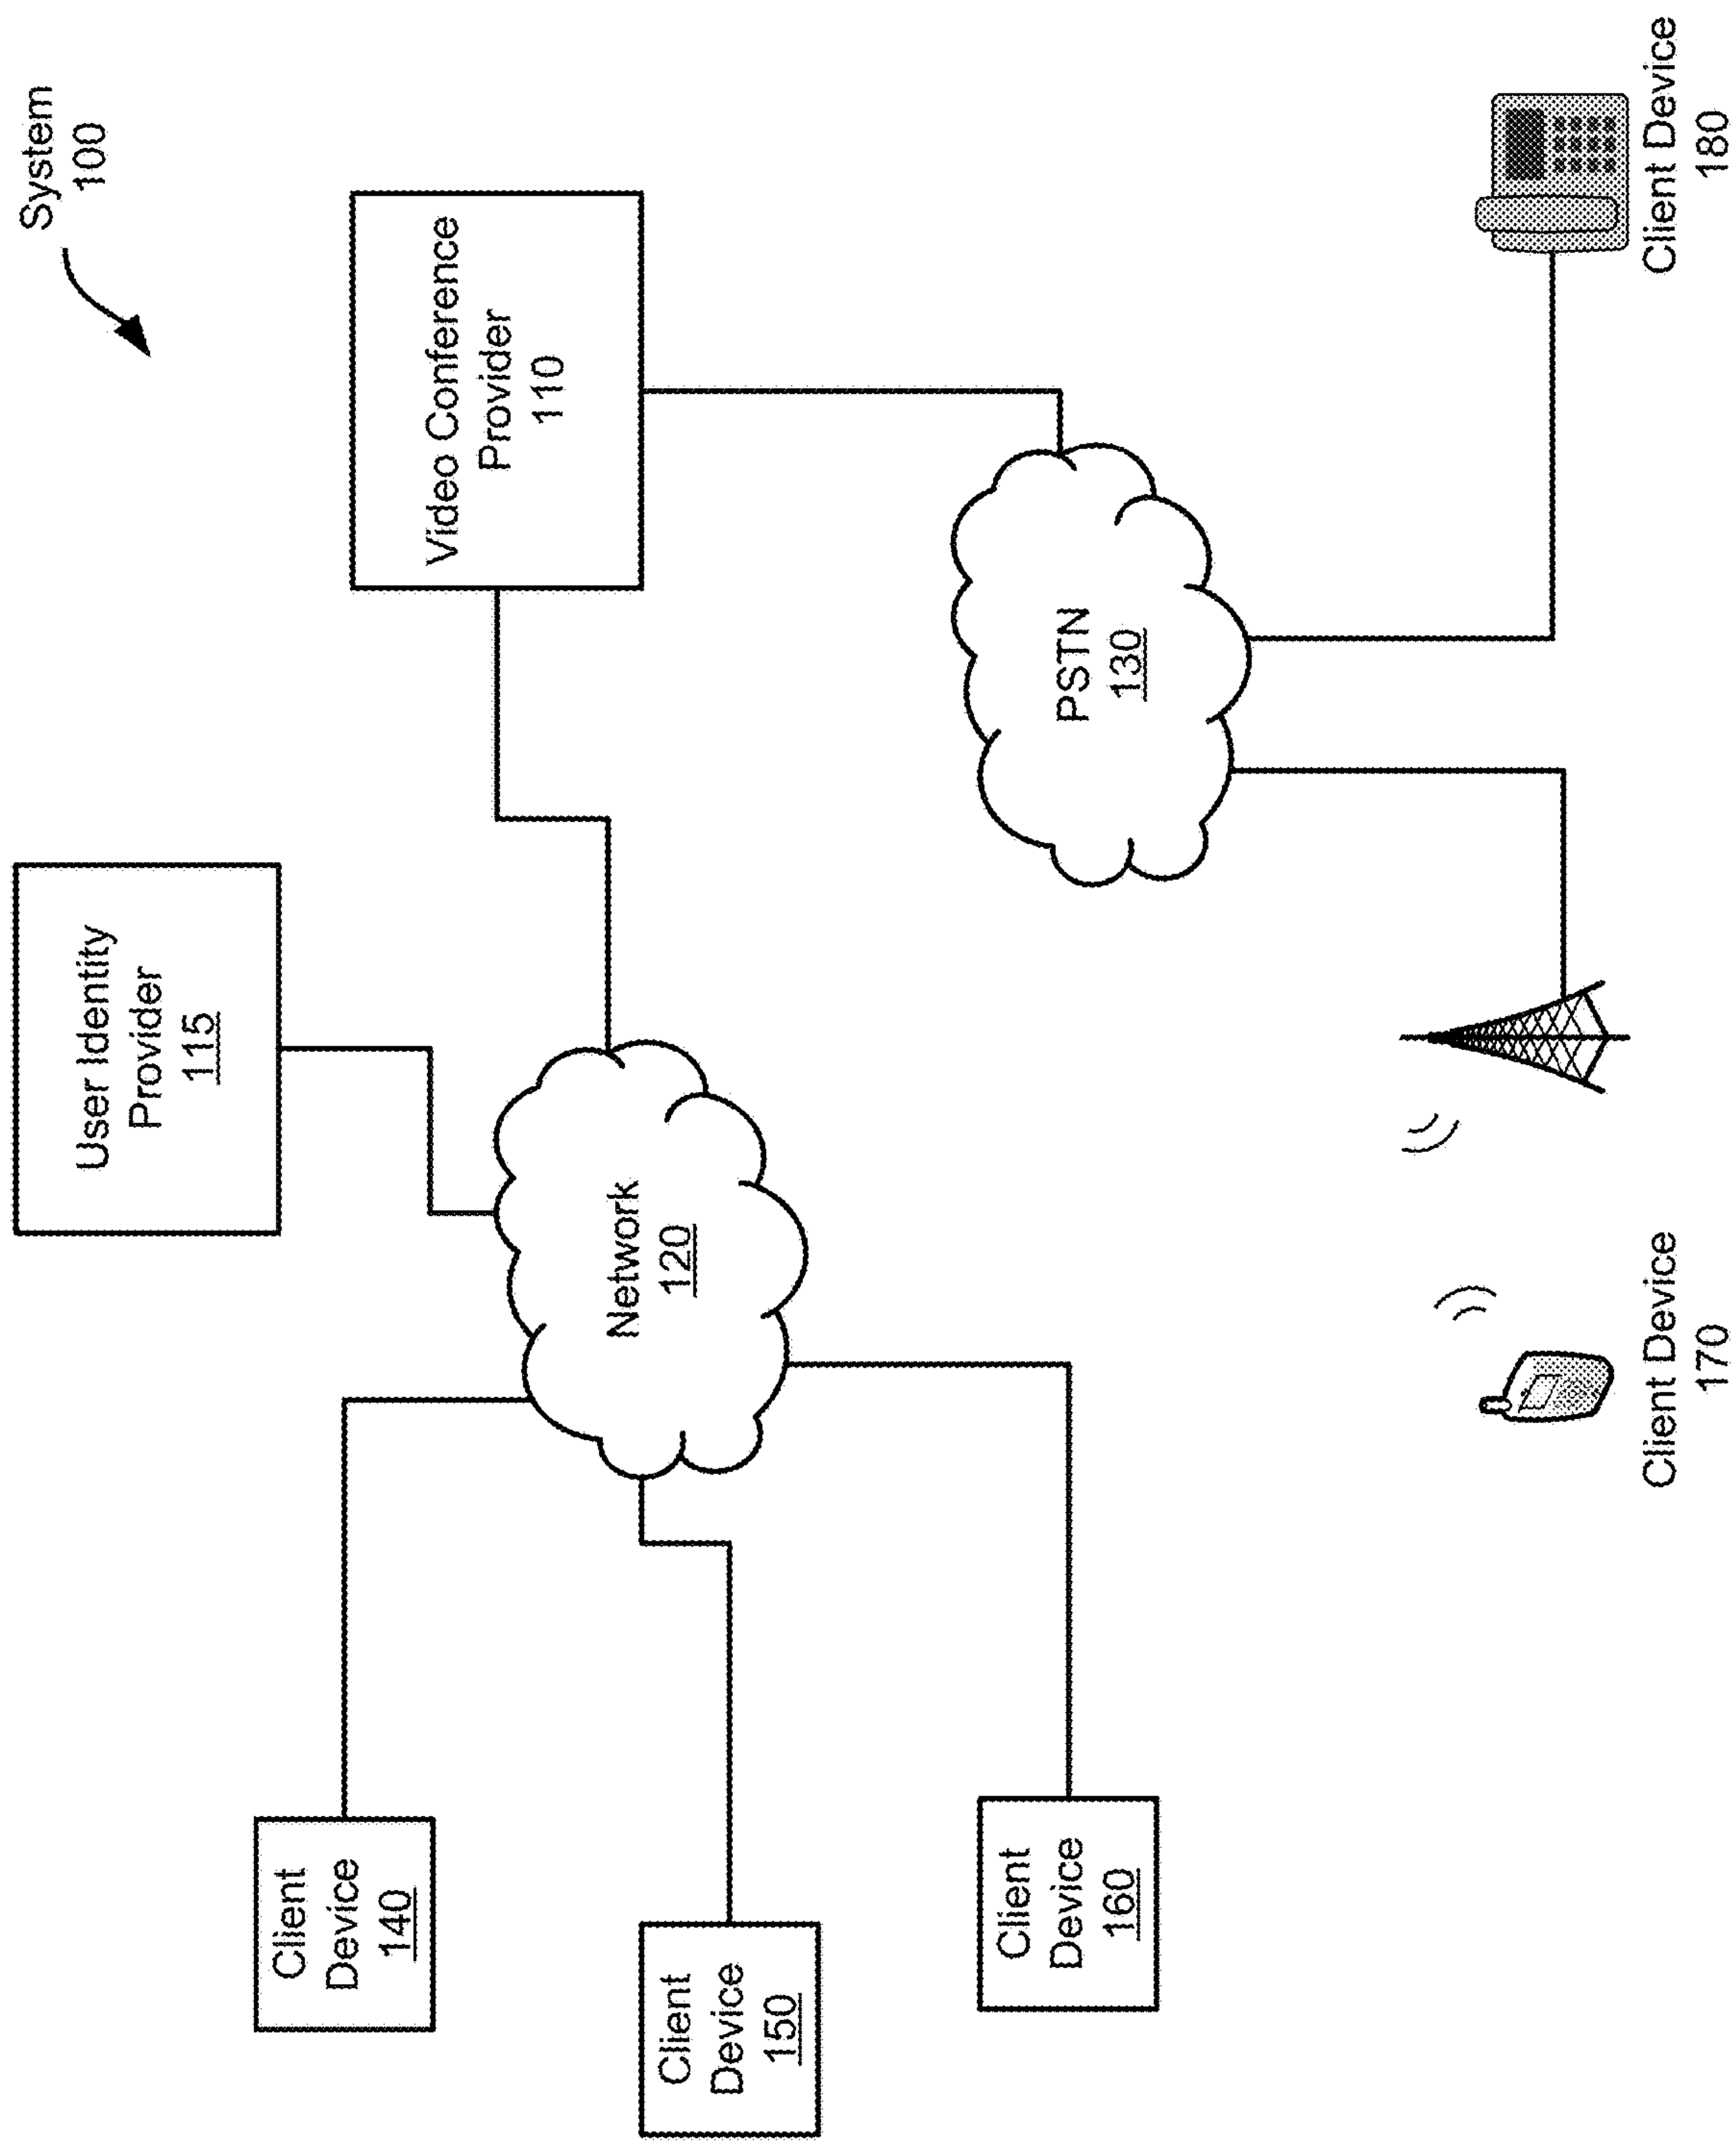 System
100
User Identity
Provider
115
Video Conference
Provider
110
Client
Device
140
Network
120
Client
Device
150
PSTN
130
Client
Device
160
Client Device
170
Client Device
180